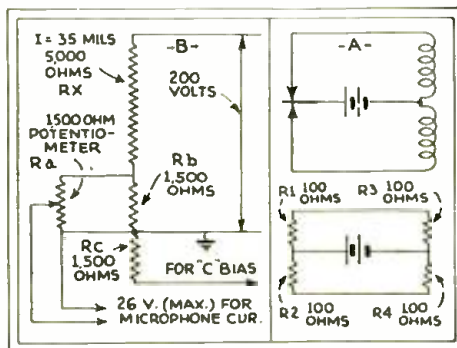 I = 35 MILS
5,000
OHMS
RX
-B-
200
VOLTS
1500 OHM
POTENTIO-
METER
Ra
Rb
1,500
OHMS
Rc
1,500
OHMS
FOR "C" BIAS
26 V. (MAX.) FOR
MICROPHONE CUR.
-A-
R1 100
OHMS
R3 100
OHMS
R2 100
OHMS
R4 100
OHMS